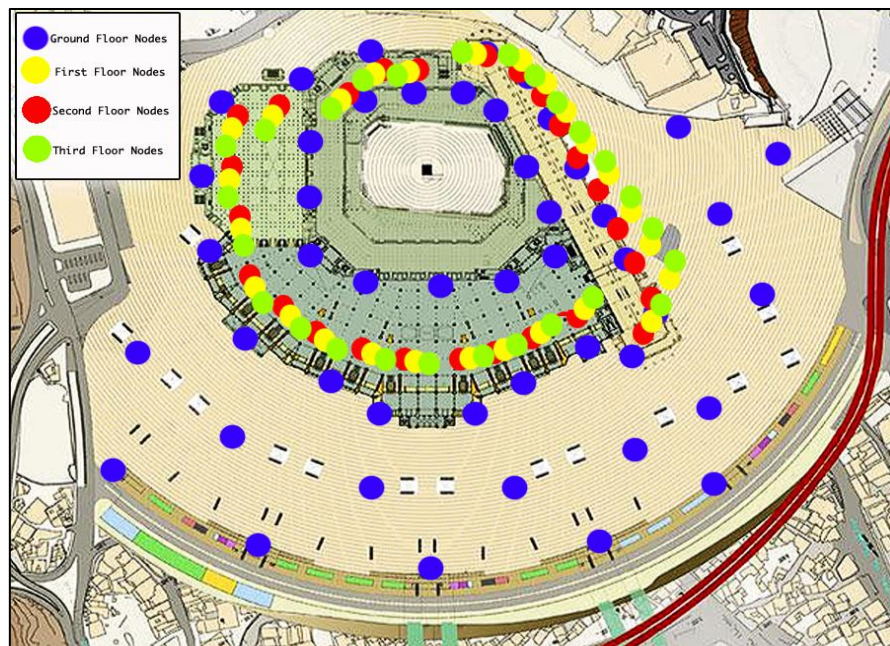 Ground Floor Nodes
First Floor Nodes
Second Floor Nodes
Third Floor Nodes